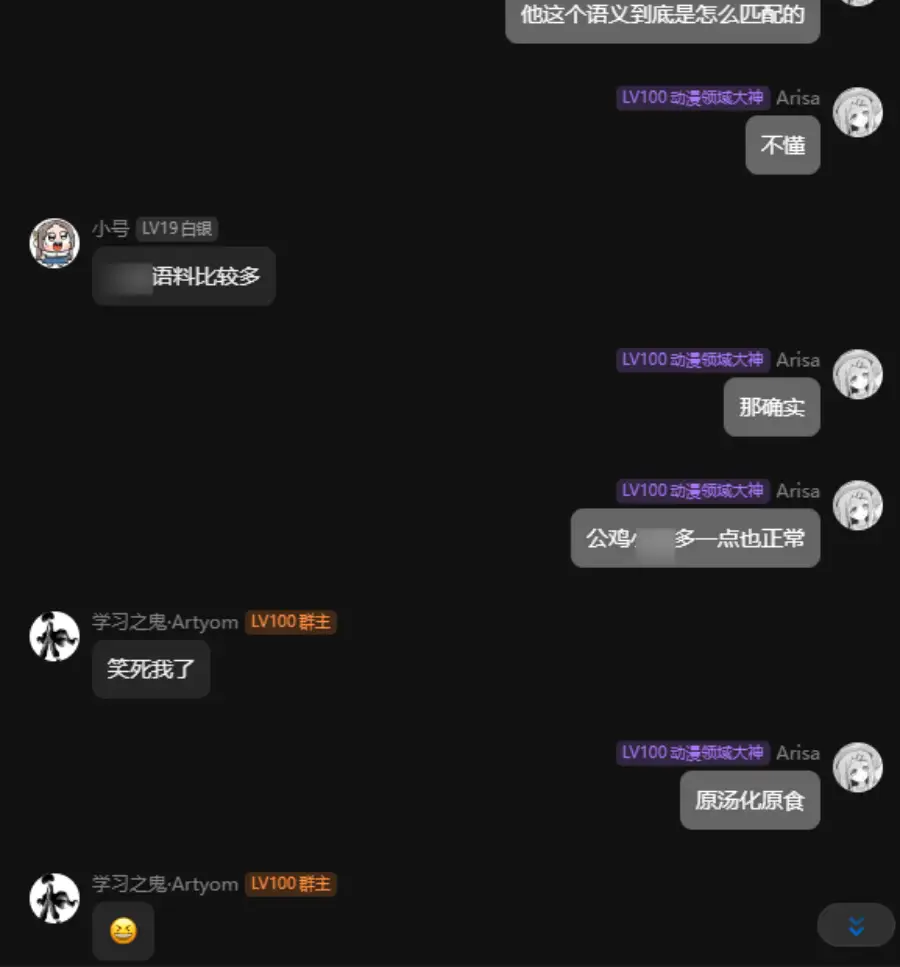 他这个语义到底是怎么匹配的
LV100 动漫领域大神 Arisa
不懂
小号 LV19 白银
语料比较多
LV100 动漫领域大神 Arisa
那确实
LV100 动漫领域大神 Arisa
公鸡 多一点也正常
学习之鬼·Artyom LV100 群主
笑死我了
LV100 动漫领域大神 Arisa
原汤化原食
学习之鬼·Artyom LV100 群主
😆